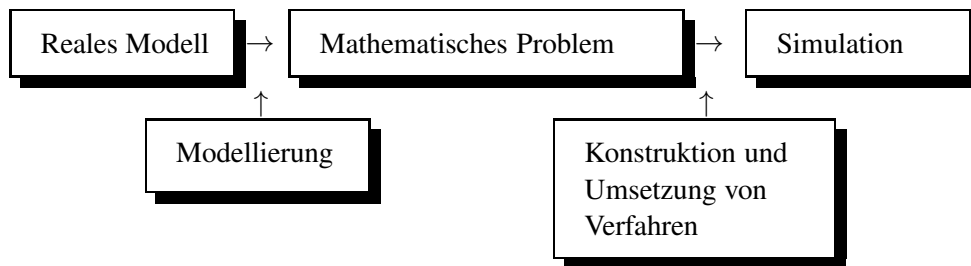 Reales Modell → Mathematisches Problem → Simulation
↑ ↑
Modellierung
Konstruktion und
Umsetzung von
Verfahren